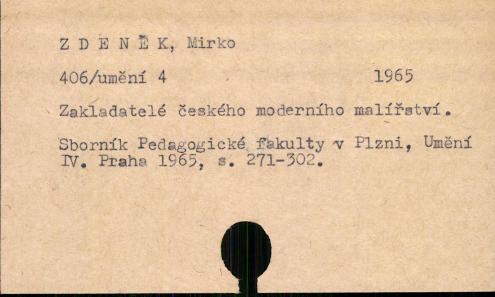 Z D E N Ě K, Mirko
406/umění 4 1965
Zakladatelé českého moderního malířství.
Sborník Pedagogické fakulty v Plzni, Umění
IV. Praha 1965, s. 271-302.